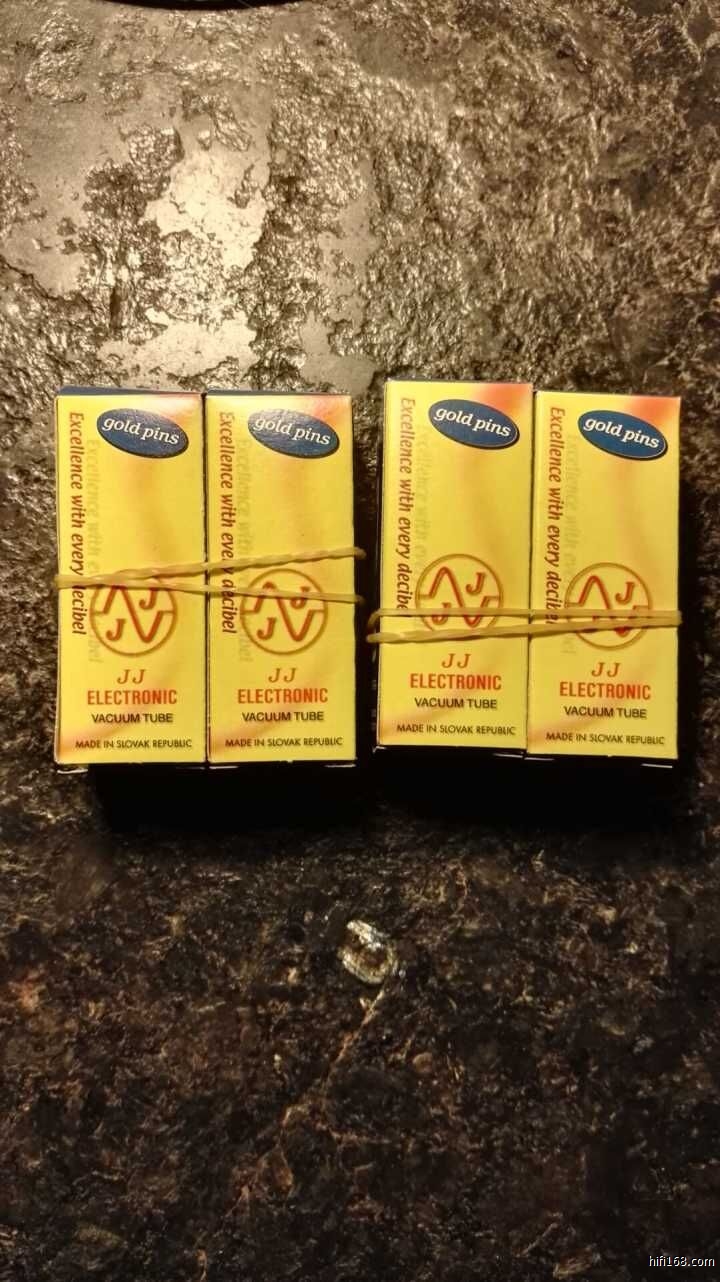 gold pins
Excellence with every decibel
JJ
ELECTRONIC
VACUUM TUBE
MADE IN SLOVAK REPUBLIC
gold pins
Excellence with every decibel
JJ
ELECTRONIC
VACUUM TUBE
MADE IN SLOVAK REPUBLIC
gold pins
Excellence with every decibel
JJ
ELECTRONIC
VACUUM TUBE
MADE IN SLOVAK REPUBLIC
gold pins
Excellence with every decibel
JJ
ELECTRONIC
VACUUM TUBE
MADE IN SLOVAK REPUBLIC
hifi168.com